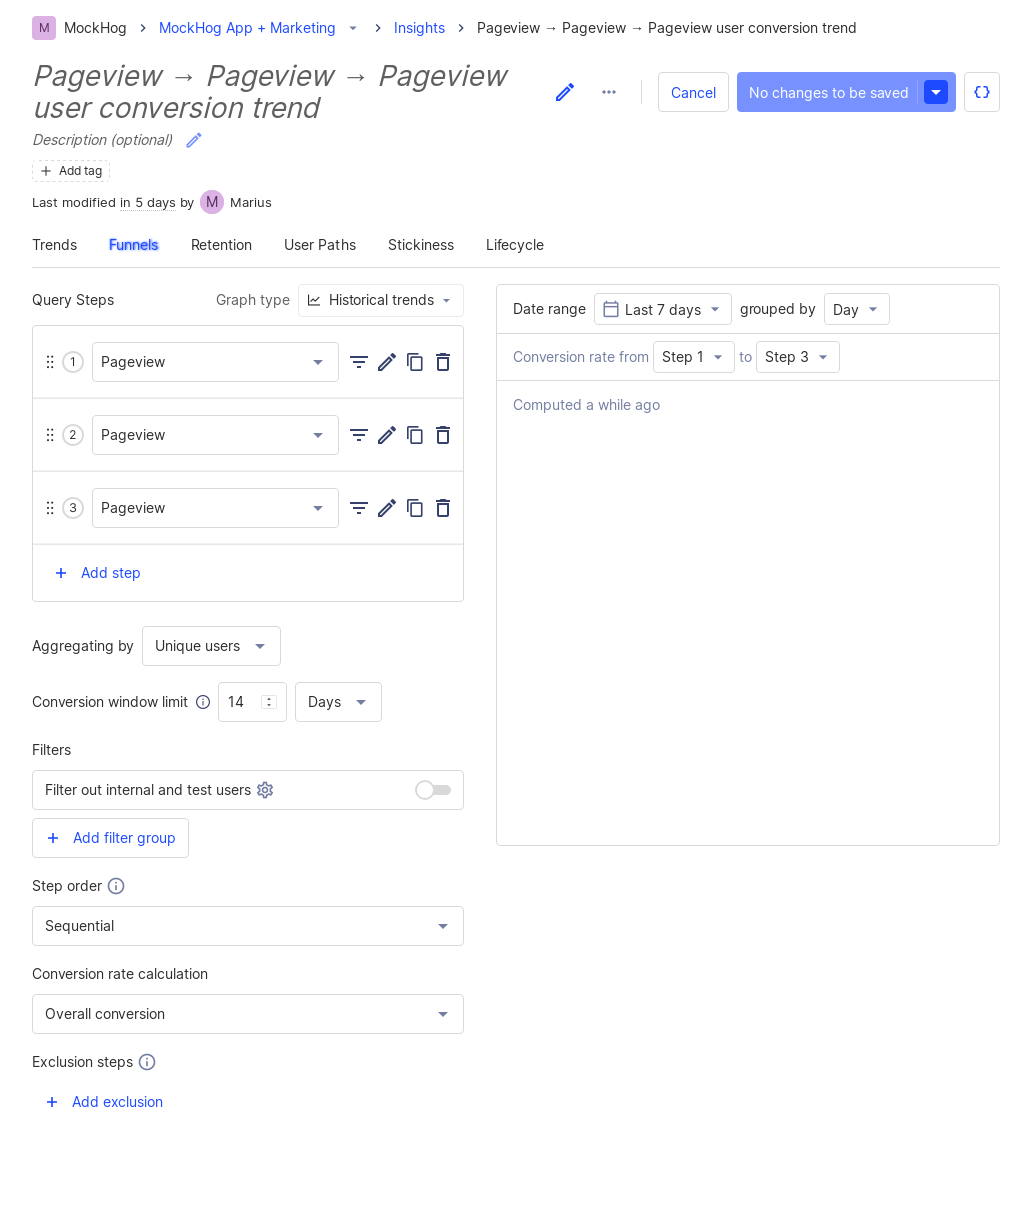 M MockHog MockHog App + Marketing Insights Pageview → Pageview → Pageview user conversion trend
Pageview → Pageview → Pageview
user conversion trend
Cancel No changes to be saved
Description (optional)
Add tag
Last modified in 5 days by M Marius
Trends Funnels Retention User Paths Stickiness Lifecycle
Query Steps Graph type Historical trends
1 Pageview
2 Pageview
3 Pageview
Add step
Aggregating by Unique users
Conversion window limit 14 Days
Filters
Filter out internal and test users
Add filter group
Step order
Sequential
Conversion rate calculation
Overall conversion
Exclusion steps
Add exclusion
Date range Last 7 days grouped by Day
Conversion rate from Step 1 to Step 3
Computed a while ago